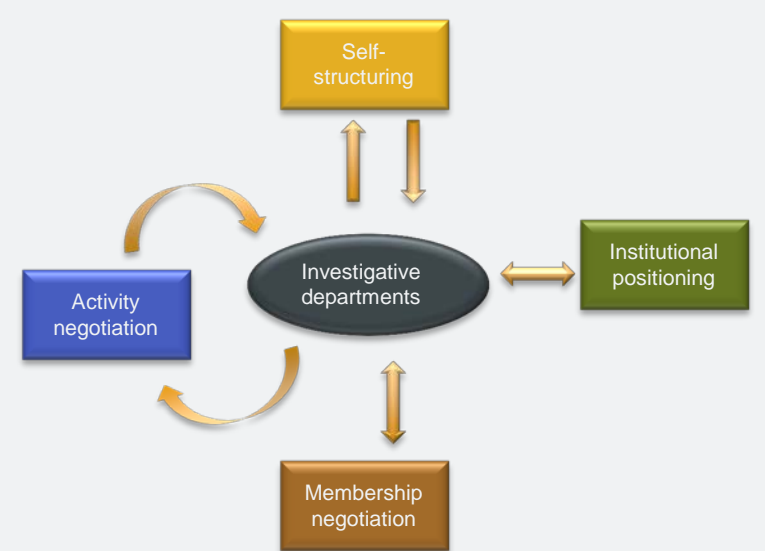 Self-
structuring
Investigative
departments
Institutional
positioning
Activity
negotiation
Membership
negotiation